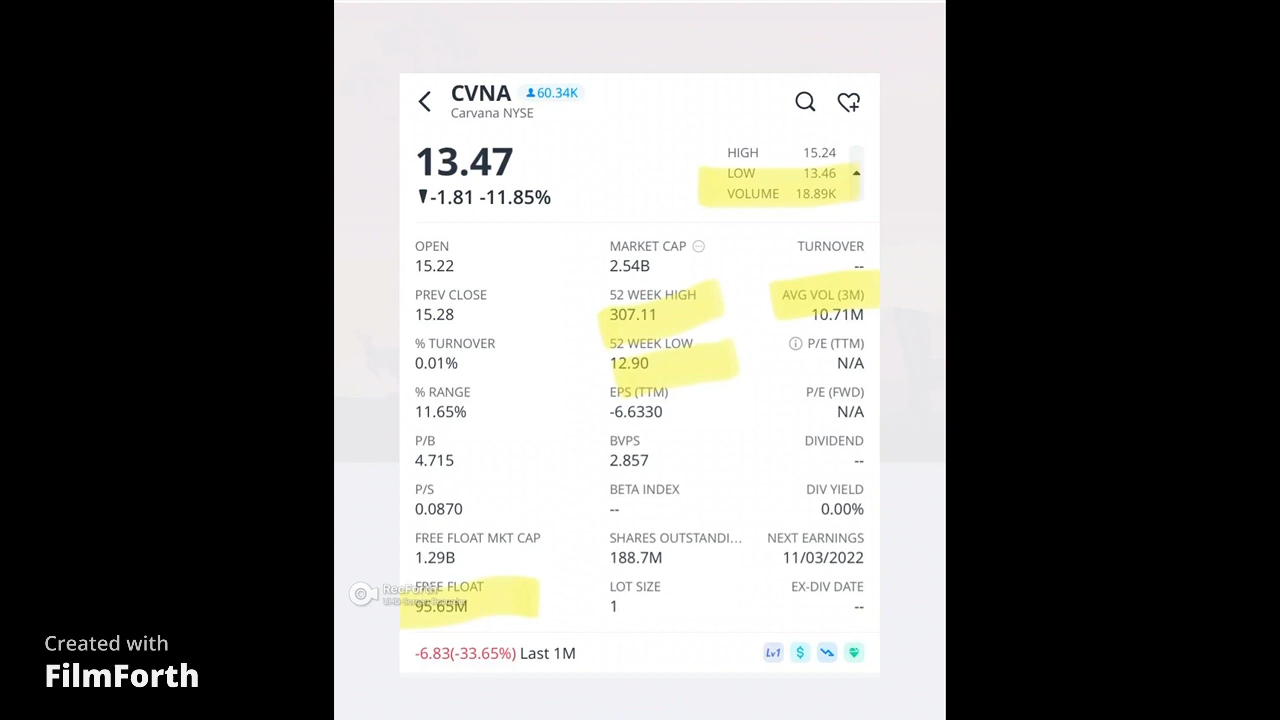 CVNA 60.34K
Carvana NYSE
13.47
-1.81 -11.85%
HIGH 15.24
LOW 13.46
VOLUME 18.89K
OPEN MARKET CAP TURNOVER
15.22 2.54B --
PREV CLOSE 52 WEEK HIGH AVG VOL (3M)
15.28 307.11 10.71M
% TURNOVER 52 WEEK LOW P/E (TTM)
0.01% 12.90 N/A
% RANGE EPS (TTM) P/E (FWD)
11.65% -6.6330 N/A
P/B BVPS DIVIDEND
4.715 2.857 --
P/S BETA INDEX DIV YIELD
0.0870 -- 0.00%
FREE FLOAT MKT CAP SHARES OUTSTANDI... NEXT EARNINGS
1.29B 188.7M 11/03/2022
FREE FLOAT LOT SIZE EX-DIV DATE
95.65M 1 --
RecForth
-6.83(-33.65%) Last 1M Lv1 $
Created with
FilmForth